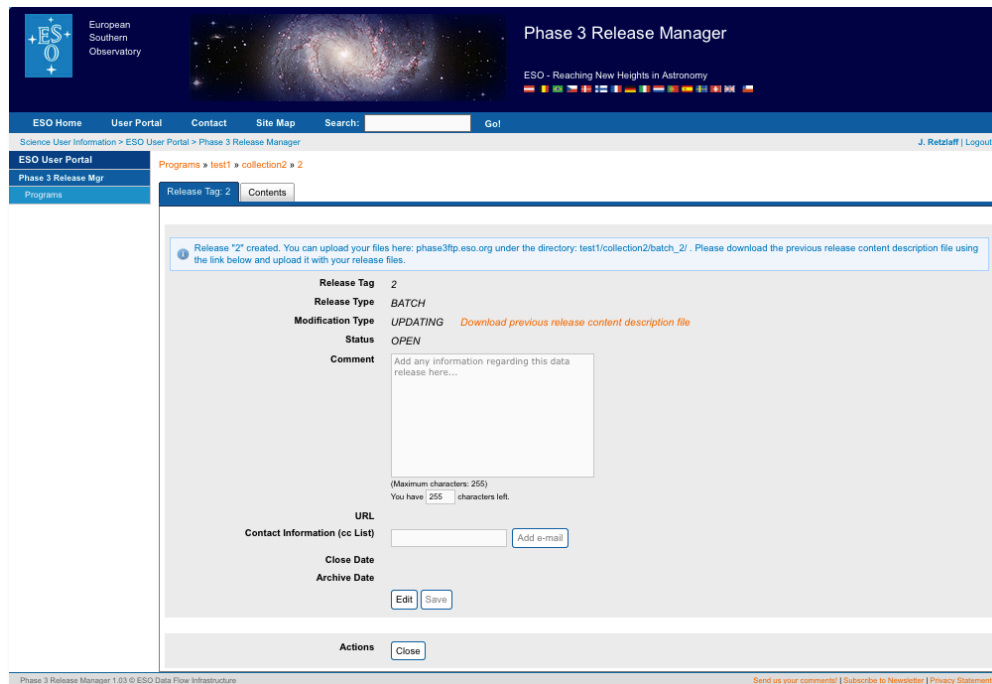 ES
O
European
Southern
Observatory
Phase 3 Release Manager
ESO - Reaching New Heights in Astronomy
ESO Home User Portal Contact Site Map Search: Go!
Science User Information > ESO User Portal > Phase 3 Release Manager J. Retzlaff | Logout
ESO User Portal
Phase 3 Release Mgr
Programs
Programs » test1 » collection2 » 2
Release Tag: 2 Contents
Release "2" created. You can upload your files here: phase3ftp.eso.org under the directory: test1/collection2/batch_2/ . Please download the previous release content description file using
the link below and upload it with your release files.
Release Tag 2
Release Type BATCH
Modification Type UPDATING Download previous release content description file
Status OPEN
Comment Add any information regarding this data
release here...
(Maximum characters: 255)
You have 255 characters left.
URL
Contact Information (cc List) Add e-mail
Close Date
Archive Date
Edit Save
Actions Close
Phase 3 Release Manager 1.03 © ESO Data Flow Infrastructure Send us your comments! | Subscribe to Newsletter | Privacy Statement